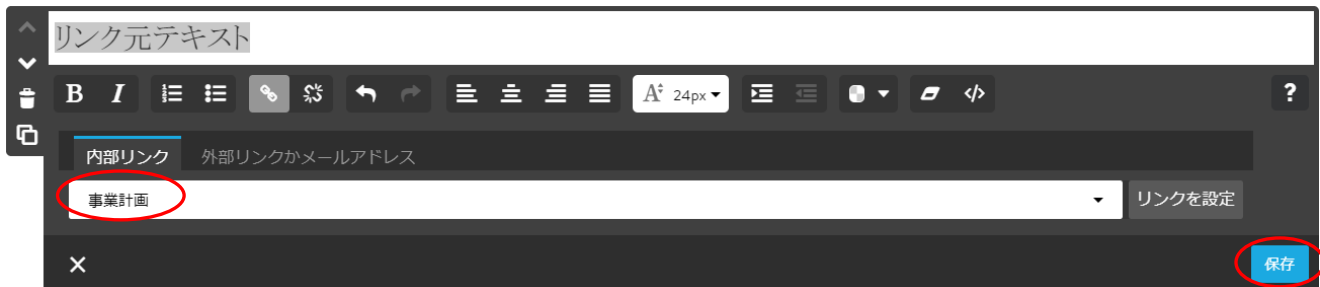 リンク元テキスト
B I A 24px </> ?
内部リンク 外部リンクかメールアドレス
事業計画 リンクを設定
× 保存